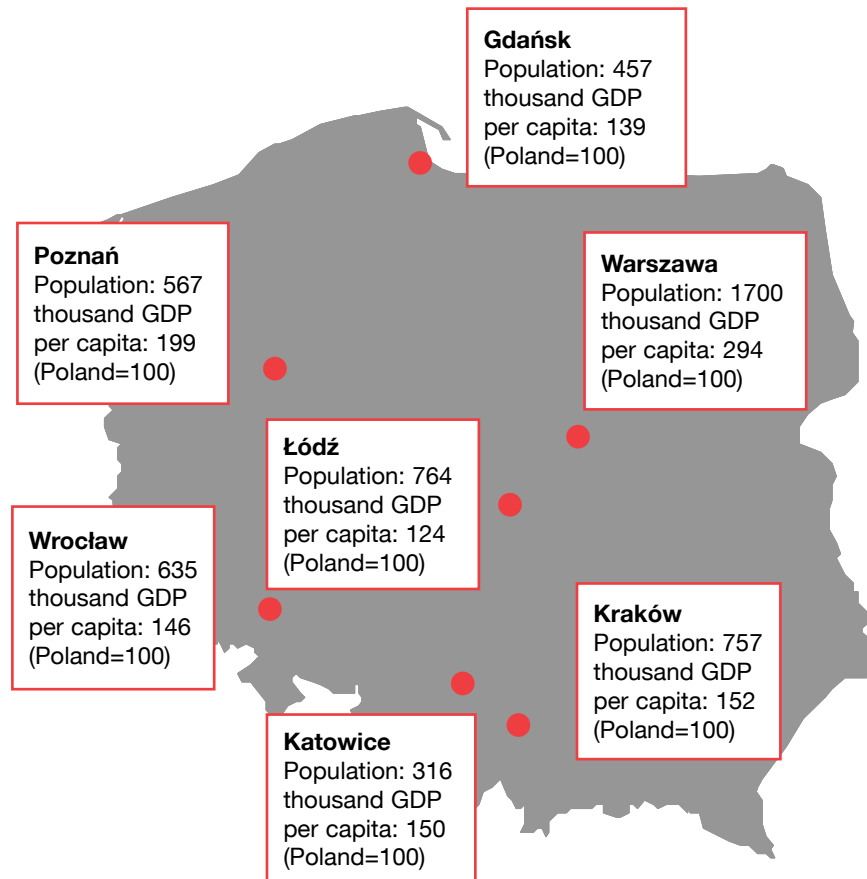 Gdańsk
Population: 457
thousand GDP
per capita: 139
(Poland=100)
Poznań
Population: 567
thousand GDP
per capita: 199
(Poland=100)
Warszawa
Population: 1700
thousand GDP
per capita: 294
(Poland=100)
Łódź
Population: 764
thousand GDP
per capita: 124
(Poland=100)
Wrocław
Population: 635
thousand GDP
per capita: 146
(Poland=100)
Kraków
Population: 757
thousand GDP
per capita: 152
(Poland=100)
Katowice
Population: 316
thousand GDP
per capita: 150
(Poland=100)